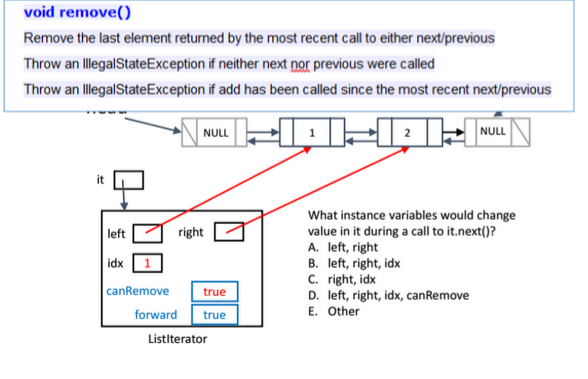 void remove()
Remove the last element returned by the most recent call to either next/previous
Throw an IllegalStateException if neither next nor previous were called
Throw an IllegalStateException if add has been called since the most recent next/previous
NULL 1 2 NULL
it
What instance variables would change
left right value in it during a call to it.next()?
A. left, right
idx 1 B. left, right, idx
C. right, idx
canRemove true D. left, right, idx, canRemove
forward true E. Other
ListIterator